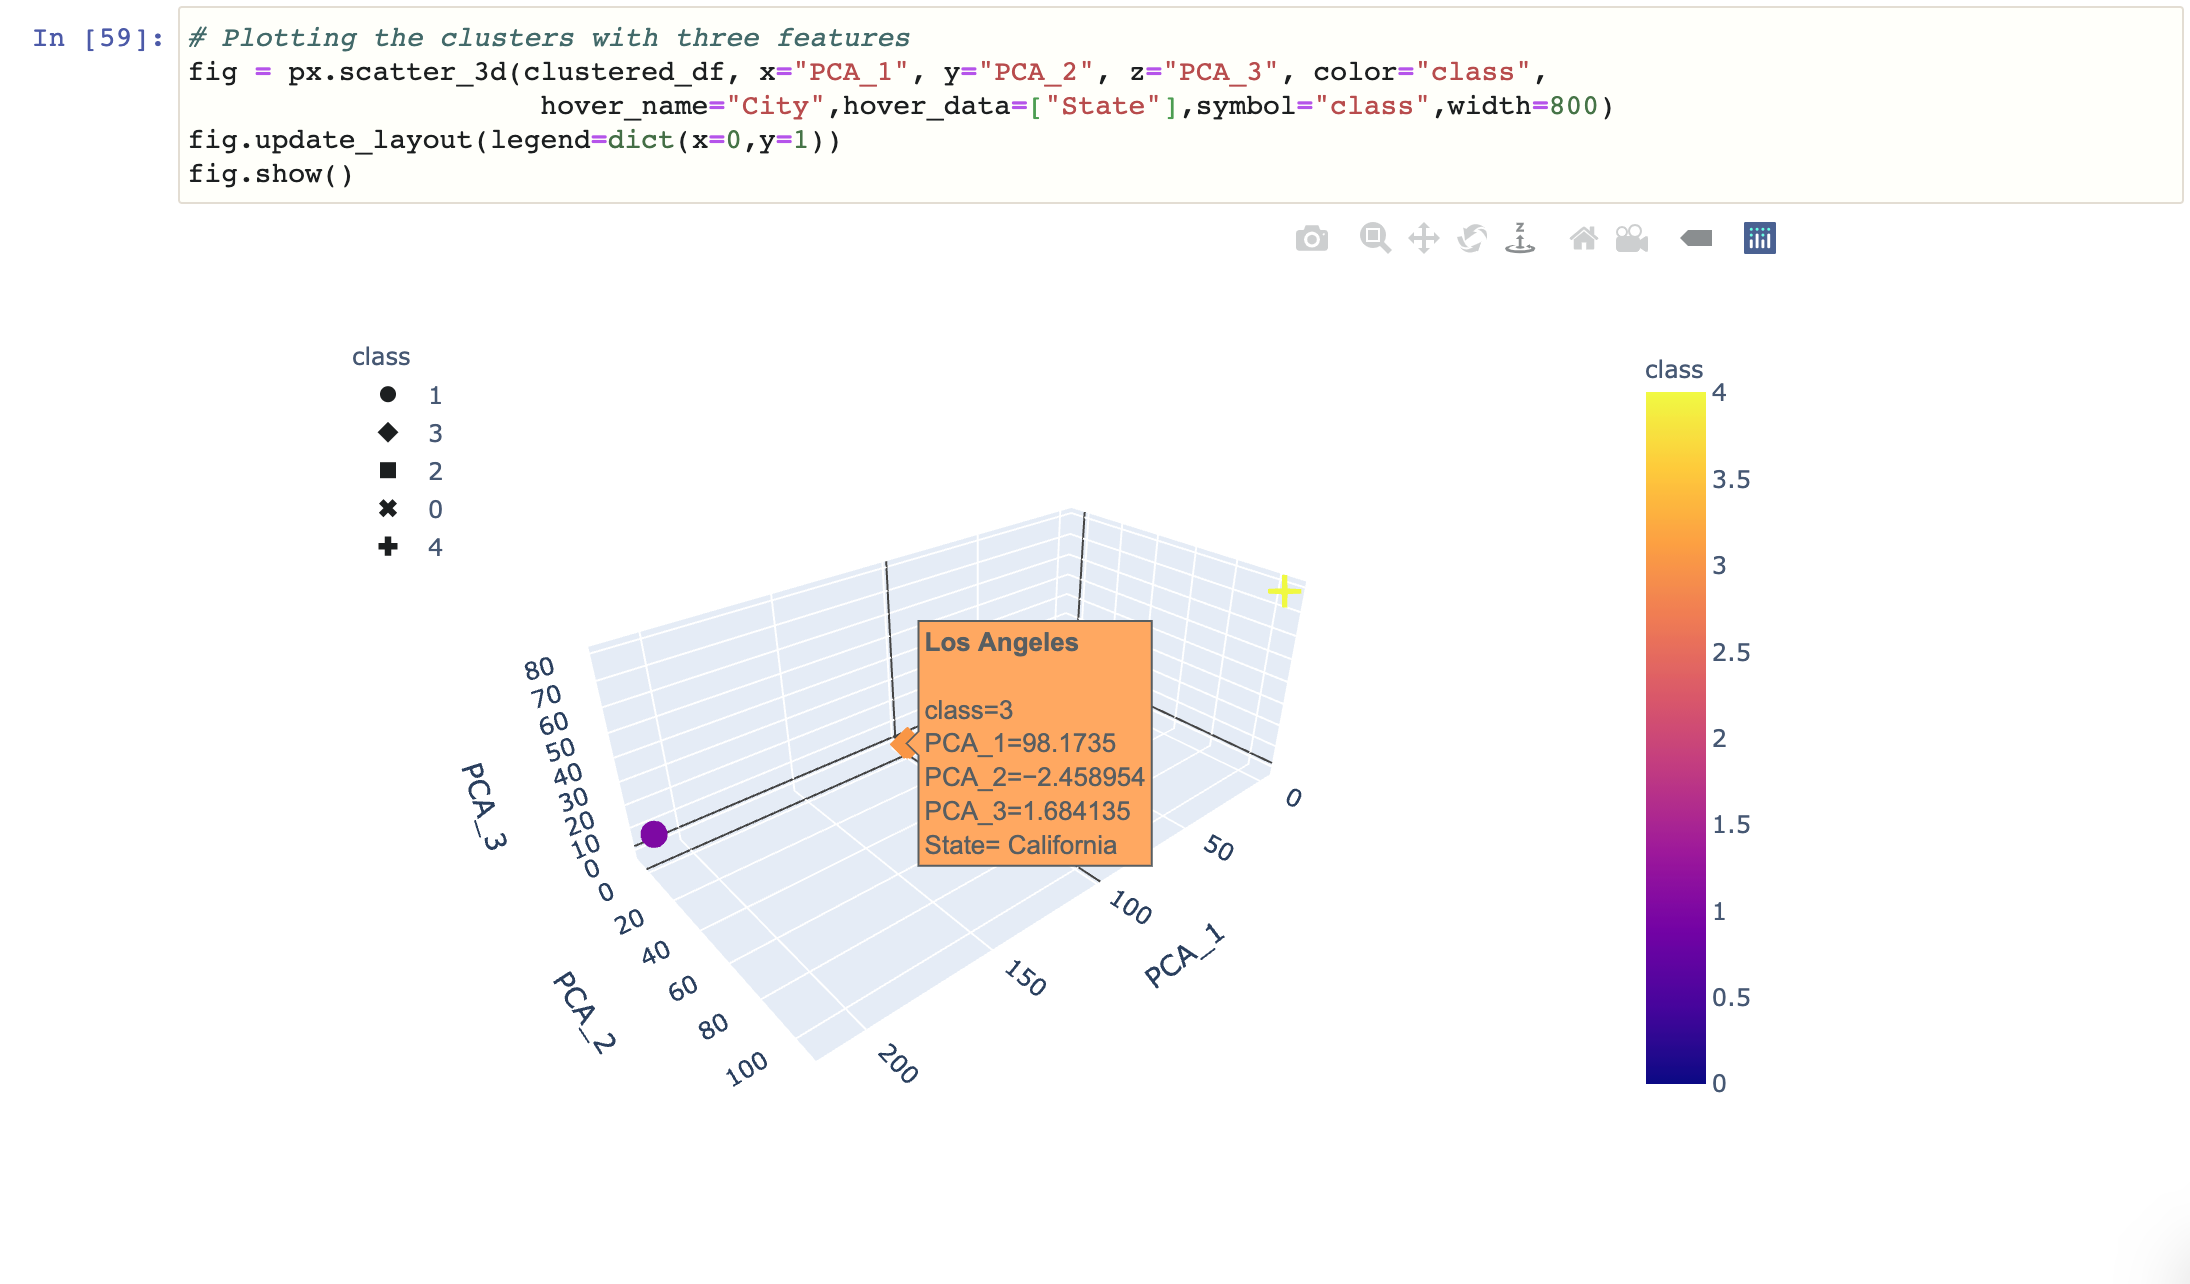 In [59]:
# Plotting the clusters with three features
fig = px.scatter_3d(clustered_df, x="PCA_1", y="PCA_2", z="PCA_3", color="class",
hover_name="City",hover_data=["State"],symbol="class",width=800)
fig.update_layout(legend=dict(x=0,y=1))
fig.show()
z
class
1
3
2
0
4
class
4
3.5
3
2.5
2
1.5
1
0.5
0
Los Angeles
class=3
PCA_1=98.1735
PCA_2=−2.458954
PCA_3=1.684135
State= California
80
70
60
50
40
30
20
10
0
PCA_3
0
20
40
60
80
100
PCA_2
0
50
100
150
200
PCA_1